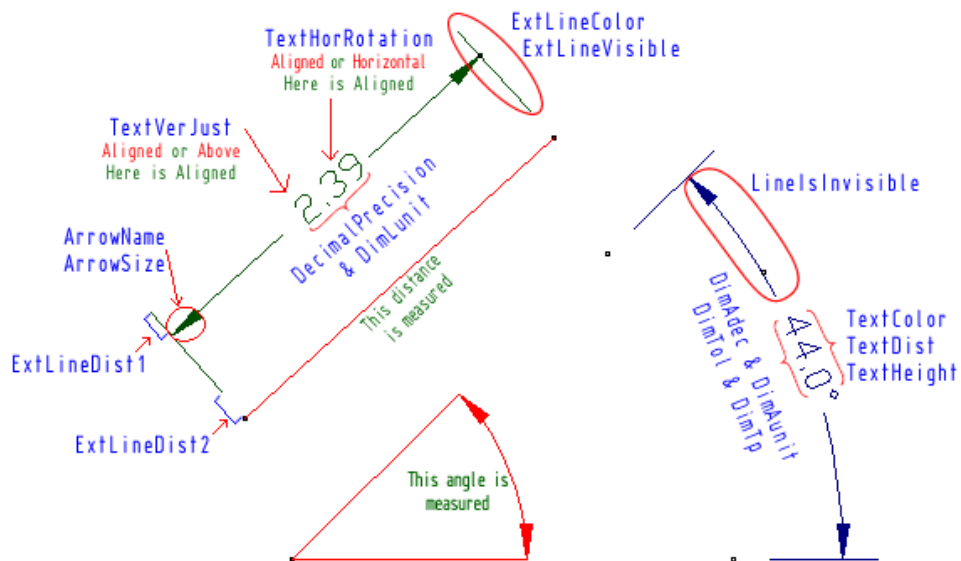 TextHorRotation
Aligned or Horizontal
Here is Aligned
ExtLineColor
ExtLineVisible
TextVerJust
Aligned or Above
Here is Aligned
2.39
DecimalPrecision
& DimLunit
ArrowName
ArrowSize
This distance
is measured
ExtLineDist1
ExtLineDist2
LineIsInvisible
DimAdec & DimAunit
DimTol & DimTp
44.0°
TextColor
TextDist
TextHeight
This angle is
measured